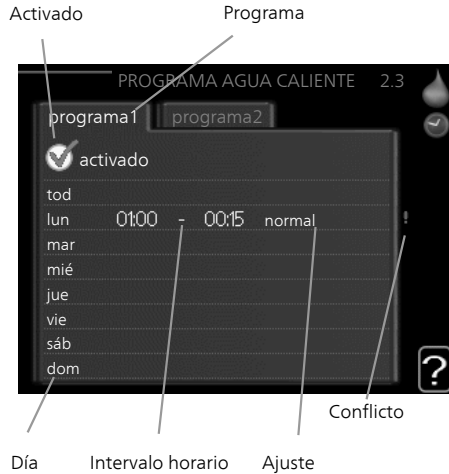 Activado Programa
PROGRAMA AGUA CALIENTE 2.3
programa1 programa2
activado
tod
lun 01:00 - 00:15 normal !
mar
mié
jue
vie
sáb
dom
?
Conflicto
Día Intervalo horario Ajuste